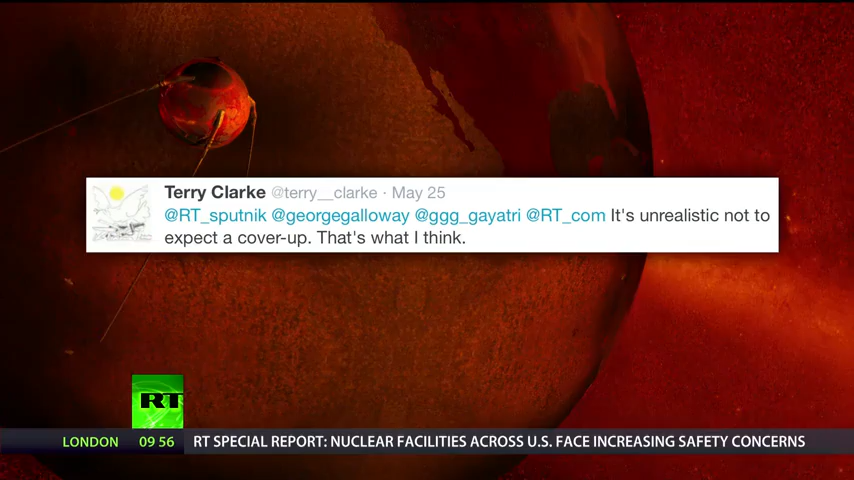 Terry Clarke @terry__clarke · May 25
@RT_sputnik @georgegalloway @ggg_gayatri @RT_com It's unrealistic not to
expect a cover-up. That's what I think.
RT
LONDON 09 56 RT SPECIAL REPORT: NUCLEAR FACILITIES ACROSS U.S. FACE INCREASING SAFETY CONCERNS